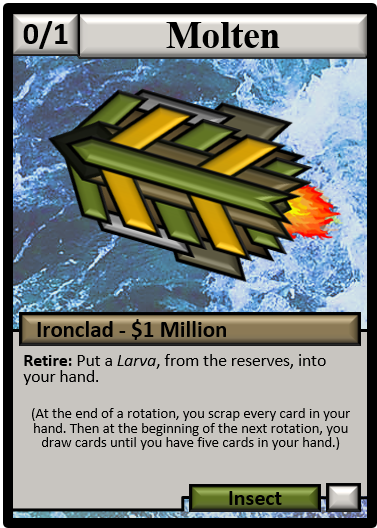 0/1 Molten
Ironclad - $1 Million
Retire: Put a Larva, from the reserves, into
your hand.
(At the end of a rotation, you scrap every card in your
hand. Then at the beginning of the next rotation, you
draw cards until you have five cards in your hand.)
Insect